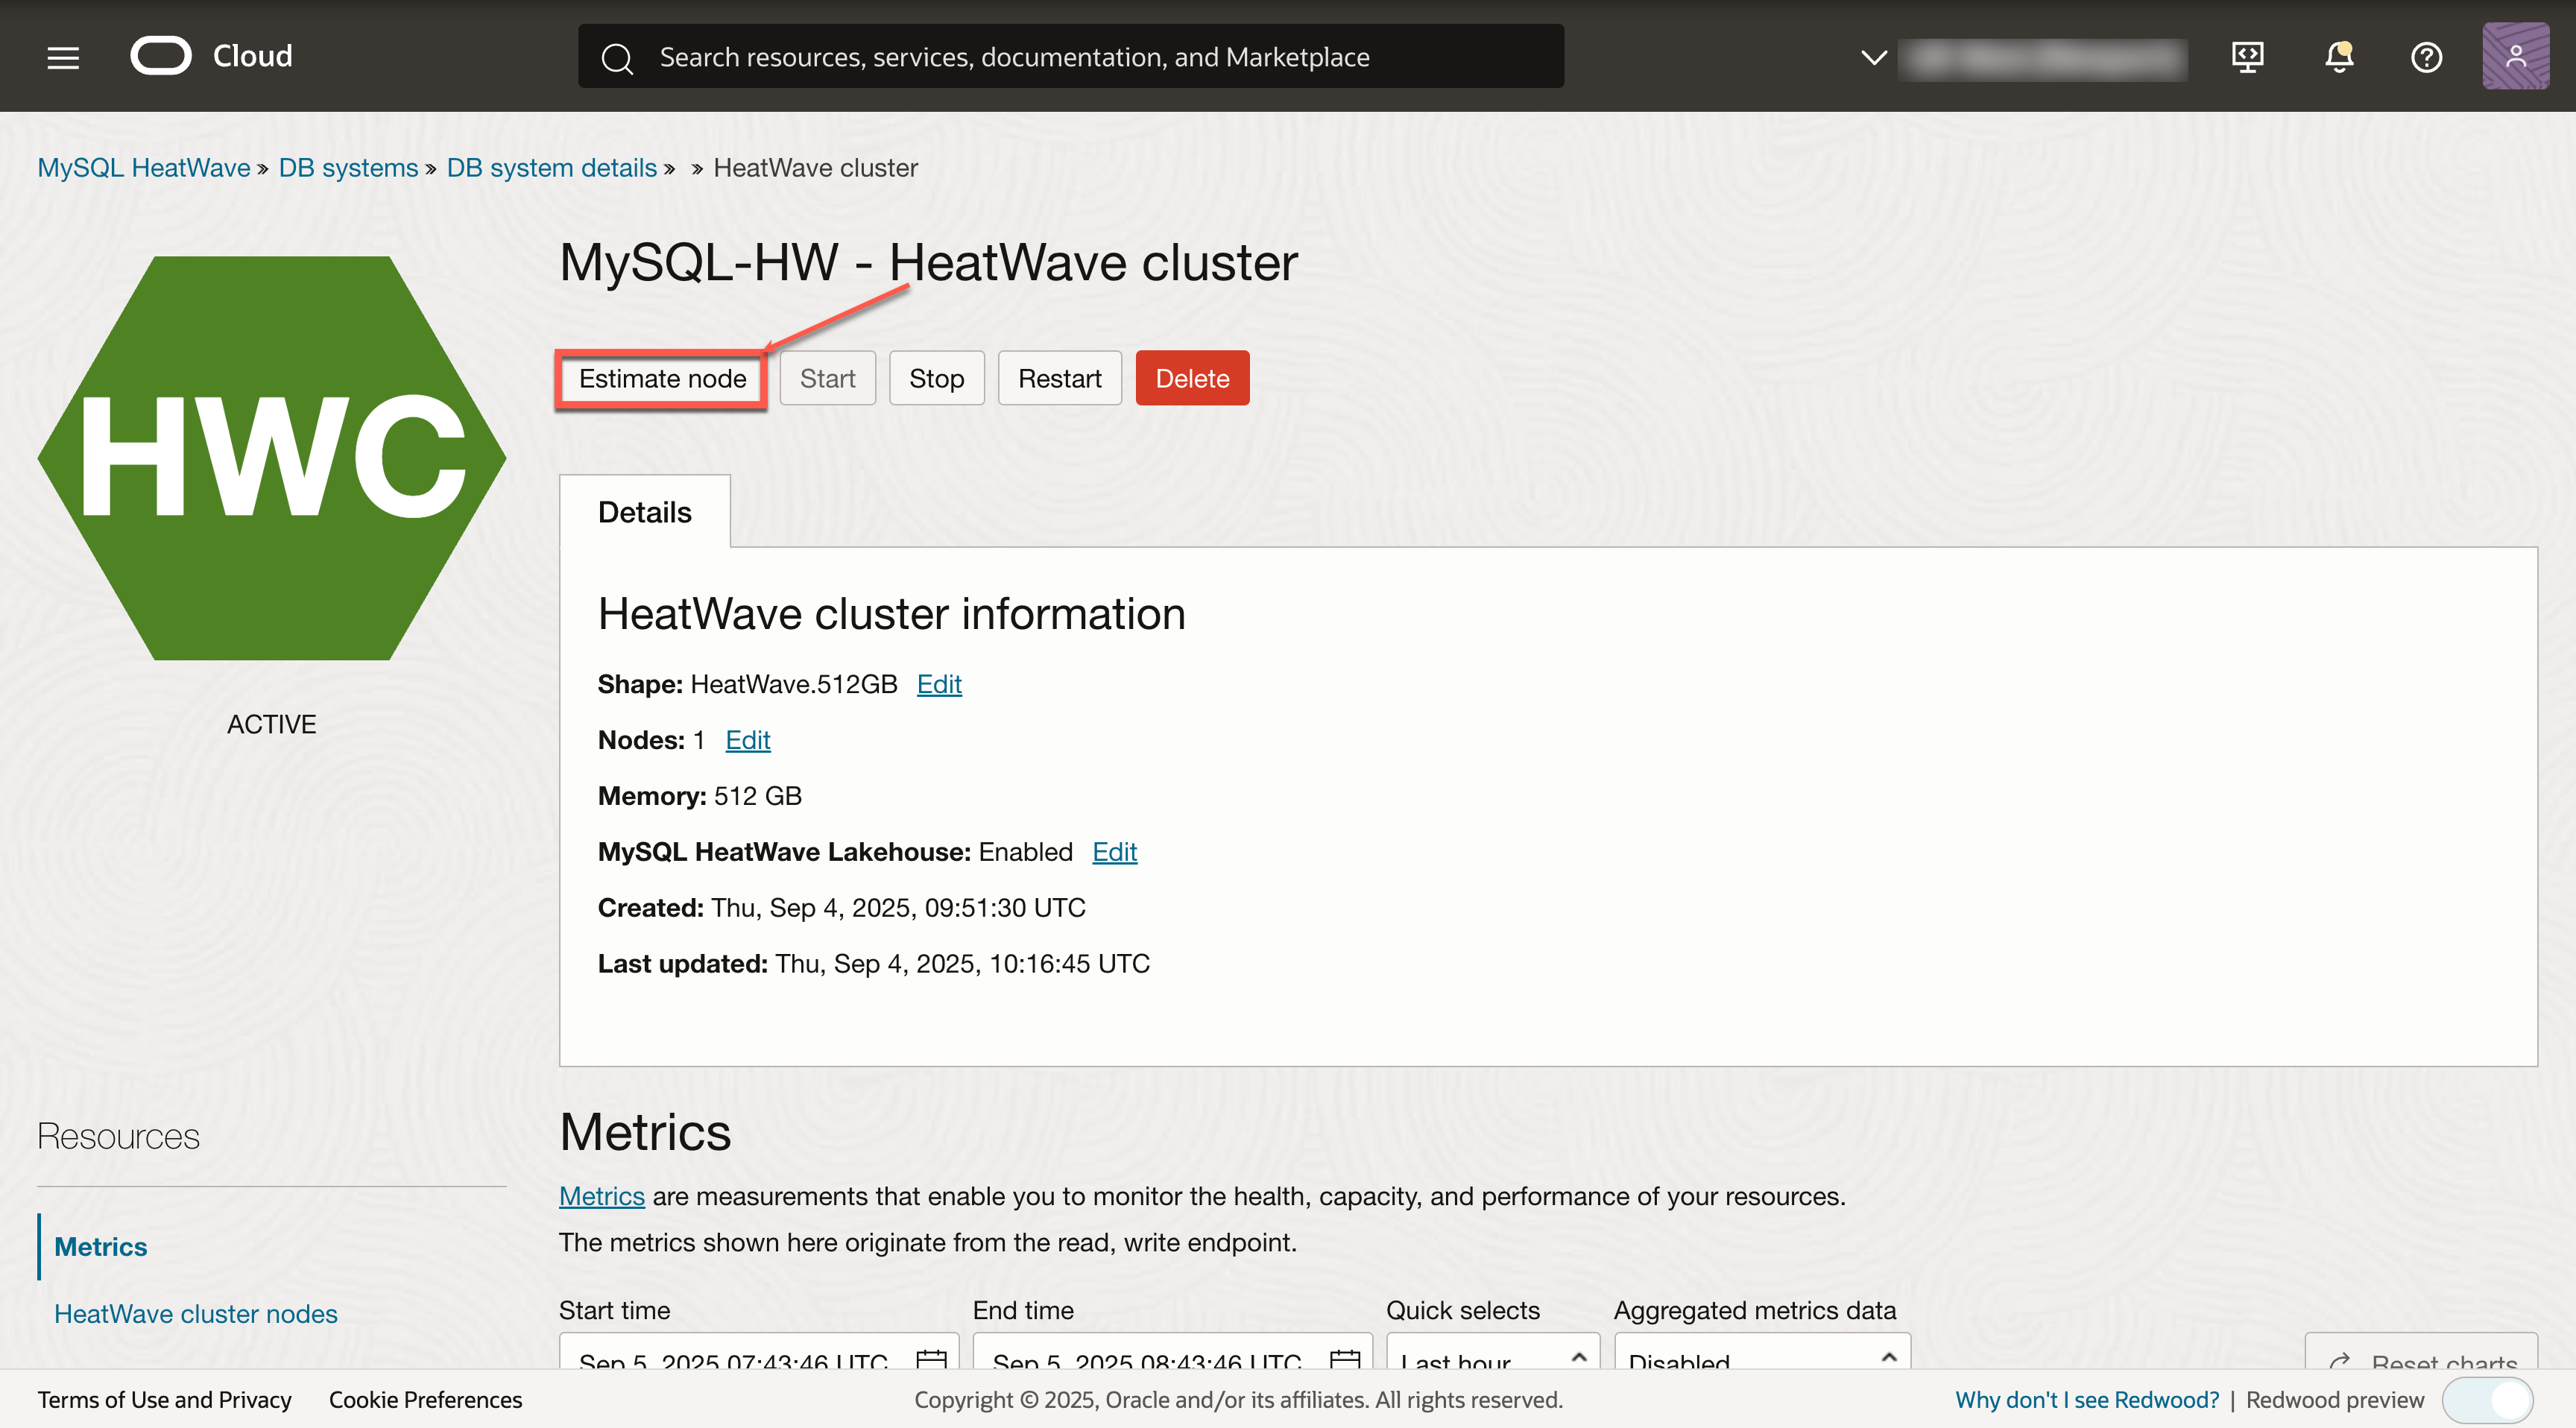 Cloud
Search resources, services, documentation, and Marketplace
MySQL HeatWave » DB systems » DB system details » » HeatWave cluster
HWC
ACTIVE
MySQL-HW - HeatWave cluster
Estimate node
Start
Stop
Restart
Delete
Details
HeatWave cluster information
Shape: HeatWave.512GB Edit
Nodes: 1 Edit
Memory: 512 GB
MySQL HeatWave Lakehouse: Enabled Edit
Created: Thu, Sep 4, 2025, 09:51:30 UTC
Last updated: Thu, Sep 4, 2025, 10:16:45 UTC
Resources
Metrics
HeatWave cluster nodes
Metrics
Metrics are measurements that enable you to monitor the health, capacity, and performance of your resources.
The metrics shown here originate from the read, write endpoint.
Start time
End time
Quick selects
Aggregated metrics data
Sep 5, 2025 07:43:46 UTC
Sep 5, 2025 08:43:46 UTC
Last hour
Disabled
Reset charts
Terms of Use and Privacy
Cookie Preferences
Copyright © 2025, Oracle and/or its affiliates. All rights reserved.
Why don't I see Redwood? | Redwood preview